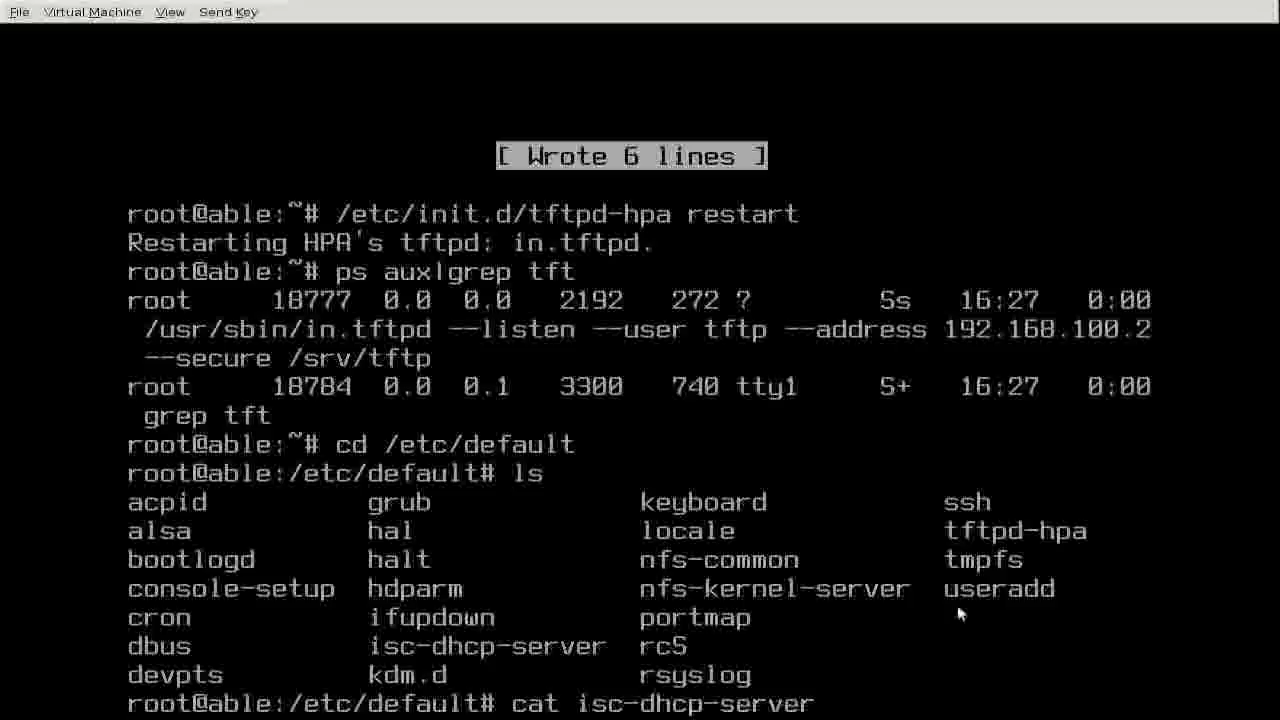 File Virtual Machine View Send Key
[ Wrote 6 lines ]
root@able:~# /etc/init.d/tftpd-hpa restart
Restarting HPA's tftpd: in.tftpd.
root@able:~# ps aux|grep tft
root 18777 0.0 0.0 2192 272 ? Ss 16:27 0:00
/usr/sbin/in.tftpd --listen --user tftp --address 192.168.100.2
--secure /srv/tftp
root 18784 0.0 0.1 3300 740 tty1 S+ 16:27 0:00
grep tft
root@able:~# cd /etc/default
root@able:/etc/default# ls
acpid grub keyboard ssh
alsa hal locale tftpd-hpa
bootlogd halt nfs-common tmpfs
console-setup hdparm nfs-kernel-server useradd
cron ifupdown portmap
dbus isc-dhcp-server rcS
devpts kdm.d rsyslog
root@able:/etc/default# cat isc-dhcp-server